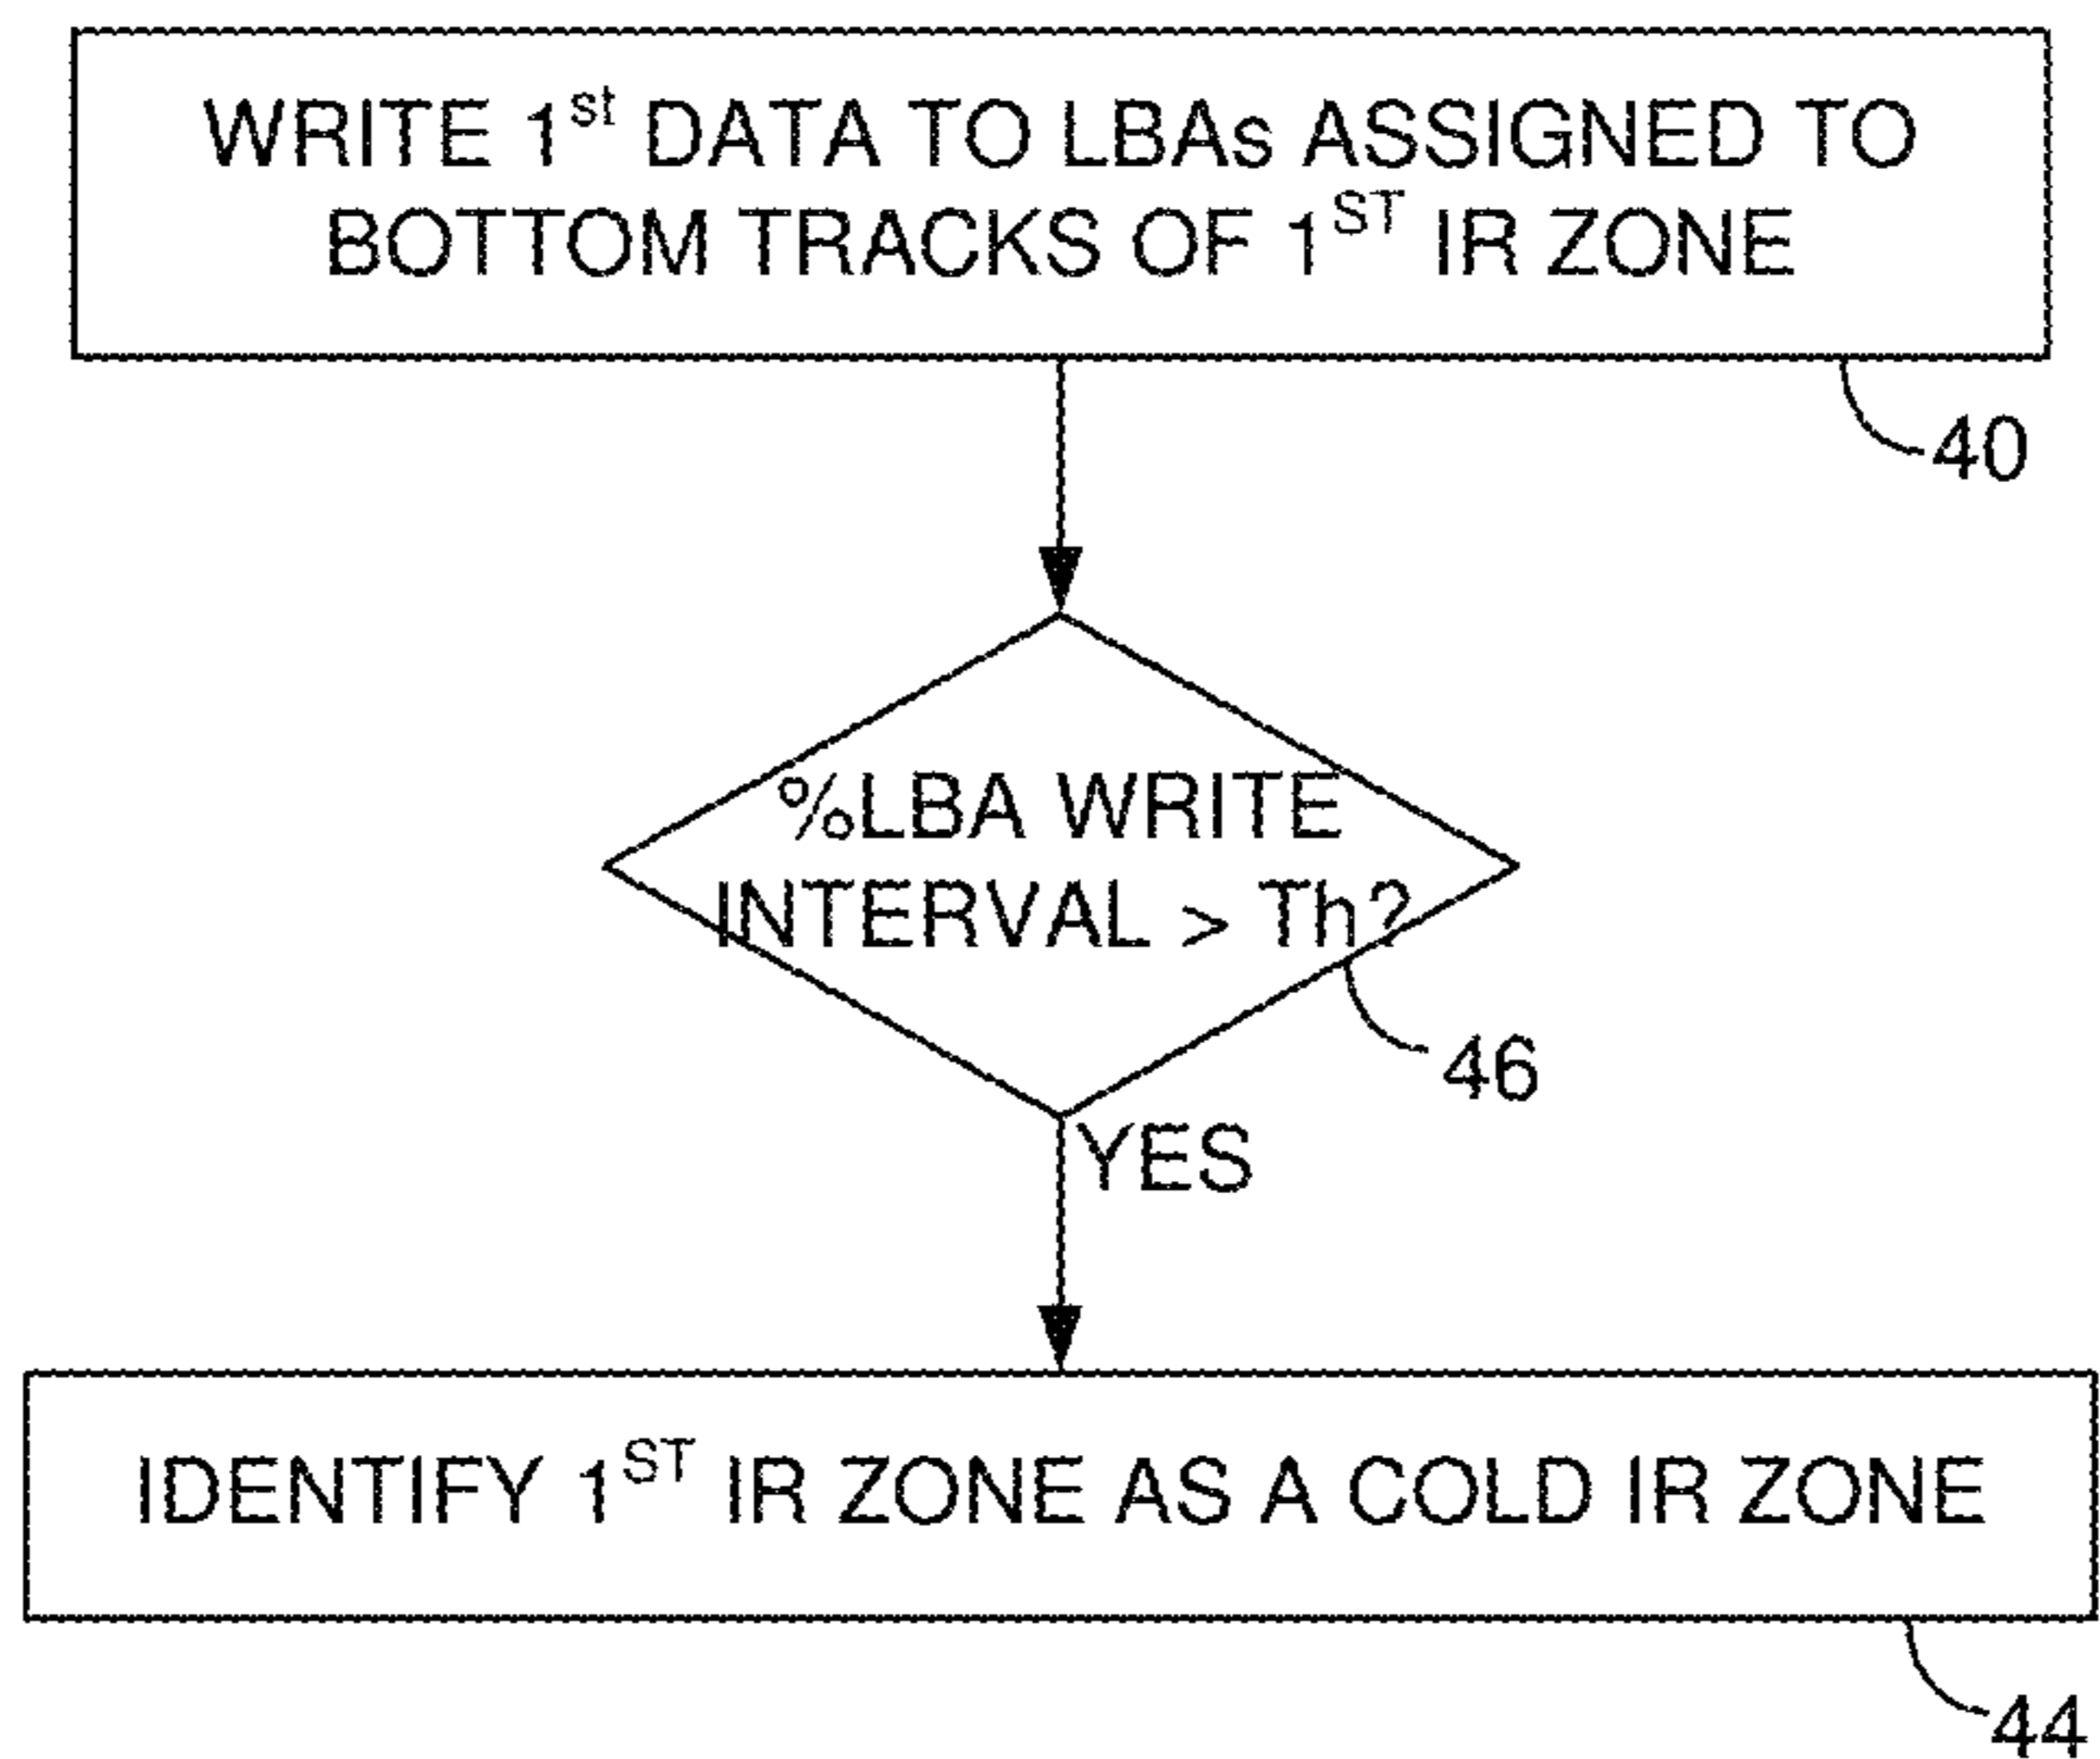 WRITE 1st DATA TO LBAs ASSIGNED TO
BOTTOM TRACKS OF 1ST IR ZONE
40
%LBA WRITE
INTERVAL > Th?
46
YES
IDENTIFY 1ST IR ZONE AS A COLD IR ZONE
44